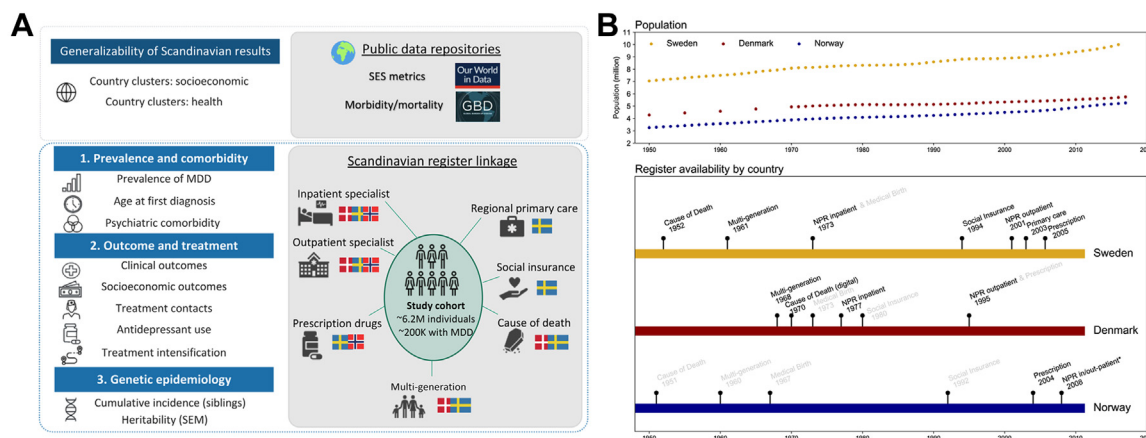 A
Generalizability of Scandinavian results
Country clusters: socioeconomic
Country clusters: health
Public data repositories
SES metrics
Our World
in Data
Morbidity/mortality
GBD
1. Prevalence and comorbidity
Prevalence of MDD
Age at first diagnosis
Psychiatric comorbidity
2. Outcome and treatment
Clinical outcomes
Socioeconomic outcomes
Treatment contacts
Antidepressant use
Treatment intensification
3. Genetic epidemiology
Cumulative incidence (siblings)
Heritability (SEM)
Scandinavian register linkage
Inpatient specialist
Regional primary care
Outpatient specialist
Social insurance
Study cohort
~6.2M individuals
~200K with MDD
Prescription drugs
Cause of death
Multi-generation
B
Population
Sweden
Denmark
Norway
Population (million)
11
10
9
8
7
6
5
4
3
2
1950
1960
1970
1980
1990
2000
2010
20
Register availability by country
Cause of Death
1952
Multi-generation
1961
NPR inpatient & Medical Birth
1973
Social Insurance
1994
NPR outpatient
2001
Primary care
2003
Prescription
2005
Sweden
Multi-generation
1968
Cause of Death (digital)
1970
Medical Birth
1973
NPR inpatient
1977
Social Insurance
1980
NPR outpatient & Prescription
1995
Denmark
Cause of Death
1951
Multi-generation
1960
Medical Birth
1967
Social Insurance
1992
Prescription
2004
NPR in/out-patient*
2008
Norway
1950
1960
1970
1980
1990
2000
2010
20